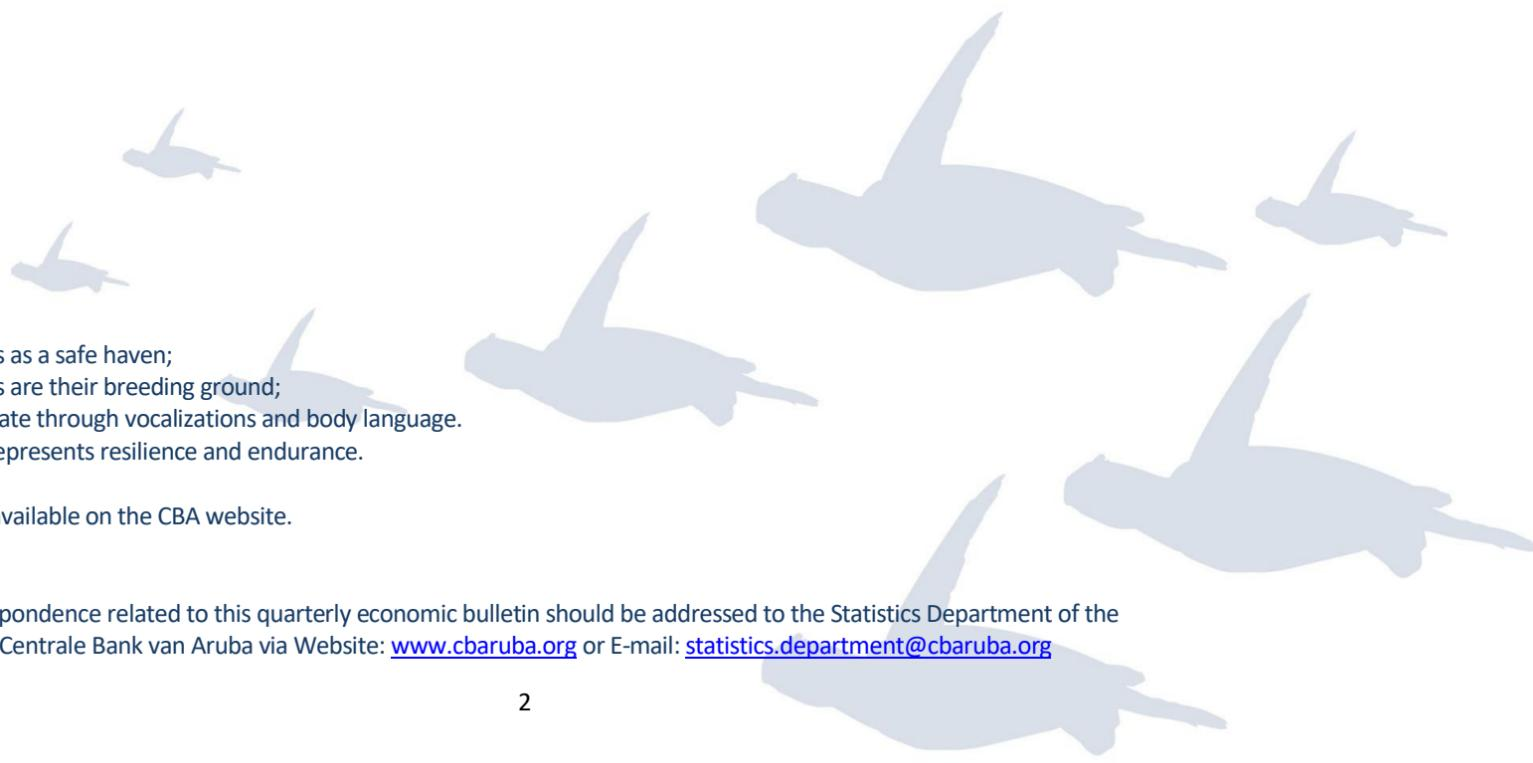 s as a safe haven;
s are their breeding ground;
ate through vocalizations and body language.
epresents resilience and endurance.
vailable on the CBA website.
pondence related to this quarterly economic bulletin should be addressed to the Statistics Department of the
Centrale Bank van Aruba via Website: www.cbaruba.org or E-mail: statistics.department@cbaruba.org
2